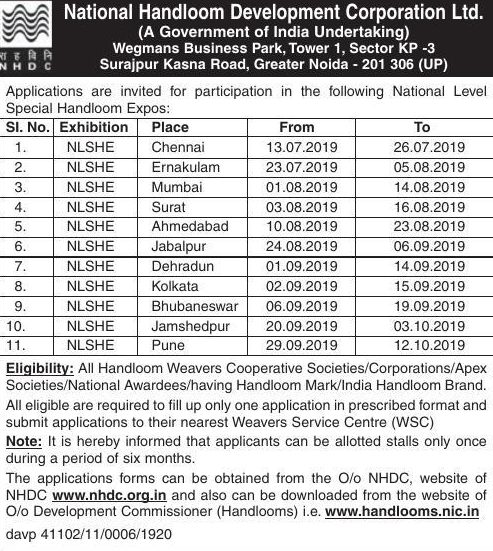 National Handloom Development Corporation Ltd.
(A Government of India Undertaking)
Wegmans Business Park, Tower 1, Sector KP -3
Surajpur Kasna Road, Greater Noida - 201 306 (UP)
रा ह वि नि
N H D C
Applications are invited for participation in the following National Level
Special Handloom Expos:
Sl. No. Exhibition Place From To
1. NLSHE Chennai 13.07.2019 26.07.2019
2. NLSHE Ernakulam 23.07.2019 05.08.2019
3. NLSHE Mumbai 01.08.2019 14.08.2019
4. NLSHE Surat 03.08.2019 16.08.2019
5. NLSHE Ahmedabad 10.08.2019 23.08.2019
6. NLSHE Jabalpur 24.08.2019 06.09.2019
7. NLSHE Dehradun 01.09.2019 14.09.2019
8. NLSHE Kolkata 02.09.2019 15.09.2019
9. NLSHE Bhubaneswar 06.09.2019 19.09.2019
10. NLSHE Jamshedpur 20.09.2019 03.10.2019
11. NLSHE Pune 29.09.2019 12.10.2019
Eligibility: All Handloom Weavers Cooperative Societies/Corporations/Apex
Societies/National Awardees/having Handloom Mark/India Handloom Brand.
All eligible are required to fill up only one application in prescribed format and
submit applications to their nearest Weavers Service Centre (WSC)
Note: It is hereby informed that applicants can be allotted stalls only once
during a period of six months.
The applications forms can be obtained from the O/o NHDC, website of
NHDC www.nhdc.org.in and also can be downloaded from the website of
O/o Development Commissioner (Handlooms) i.e. www.handlooms.nic.in
davp 41102/11/0006/1920